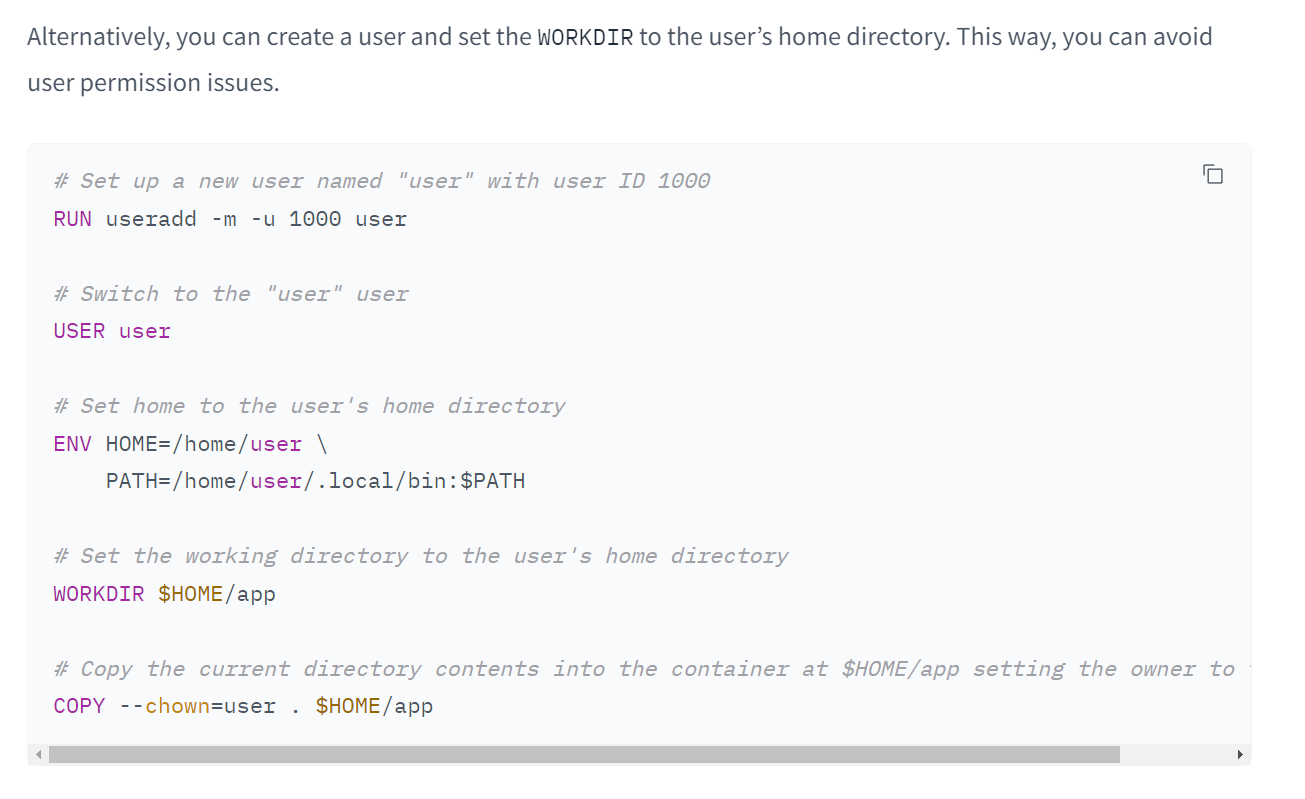 Alternatively, you can create a user and set the WORKDIR to the user’s home directory. This way, you can avoid
user permission issues.
# Set up a new user named "user" with user ID 1000
RUN useradd -m -u 1000 user
# Switch to the "user" user
USER user
# Set home to the user's home directory
ENV HOME=/home/user \
    PATH=/home/user/.local/bin:$PATH
# Set the working directory to the user's home directory
WORKDIR $HOME/app
# Copy the current directory contents into the container at $HOME/app setting the owner to
COPY --chown=user . $HOME/app